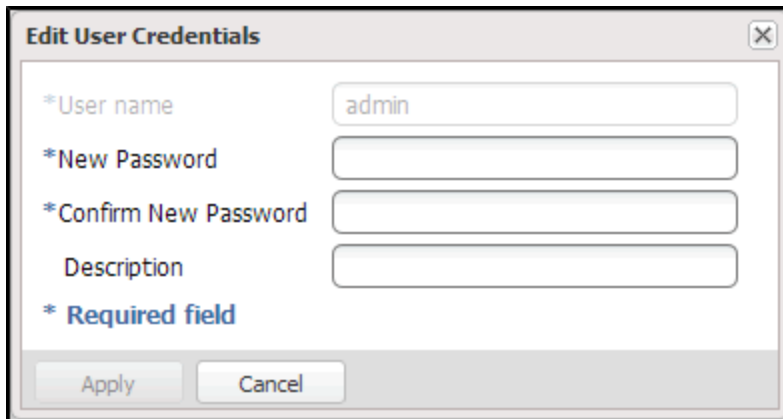 Edit User Credentials
*User name admin
*New Password
*Confirm New Password
Description
* Required field
Apply Cancel